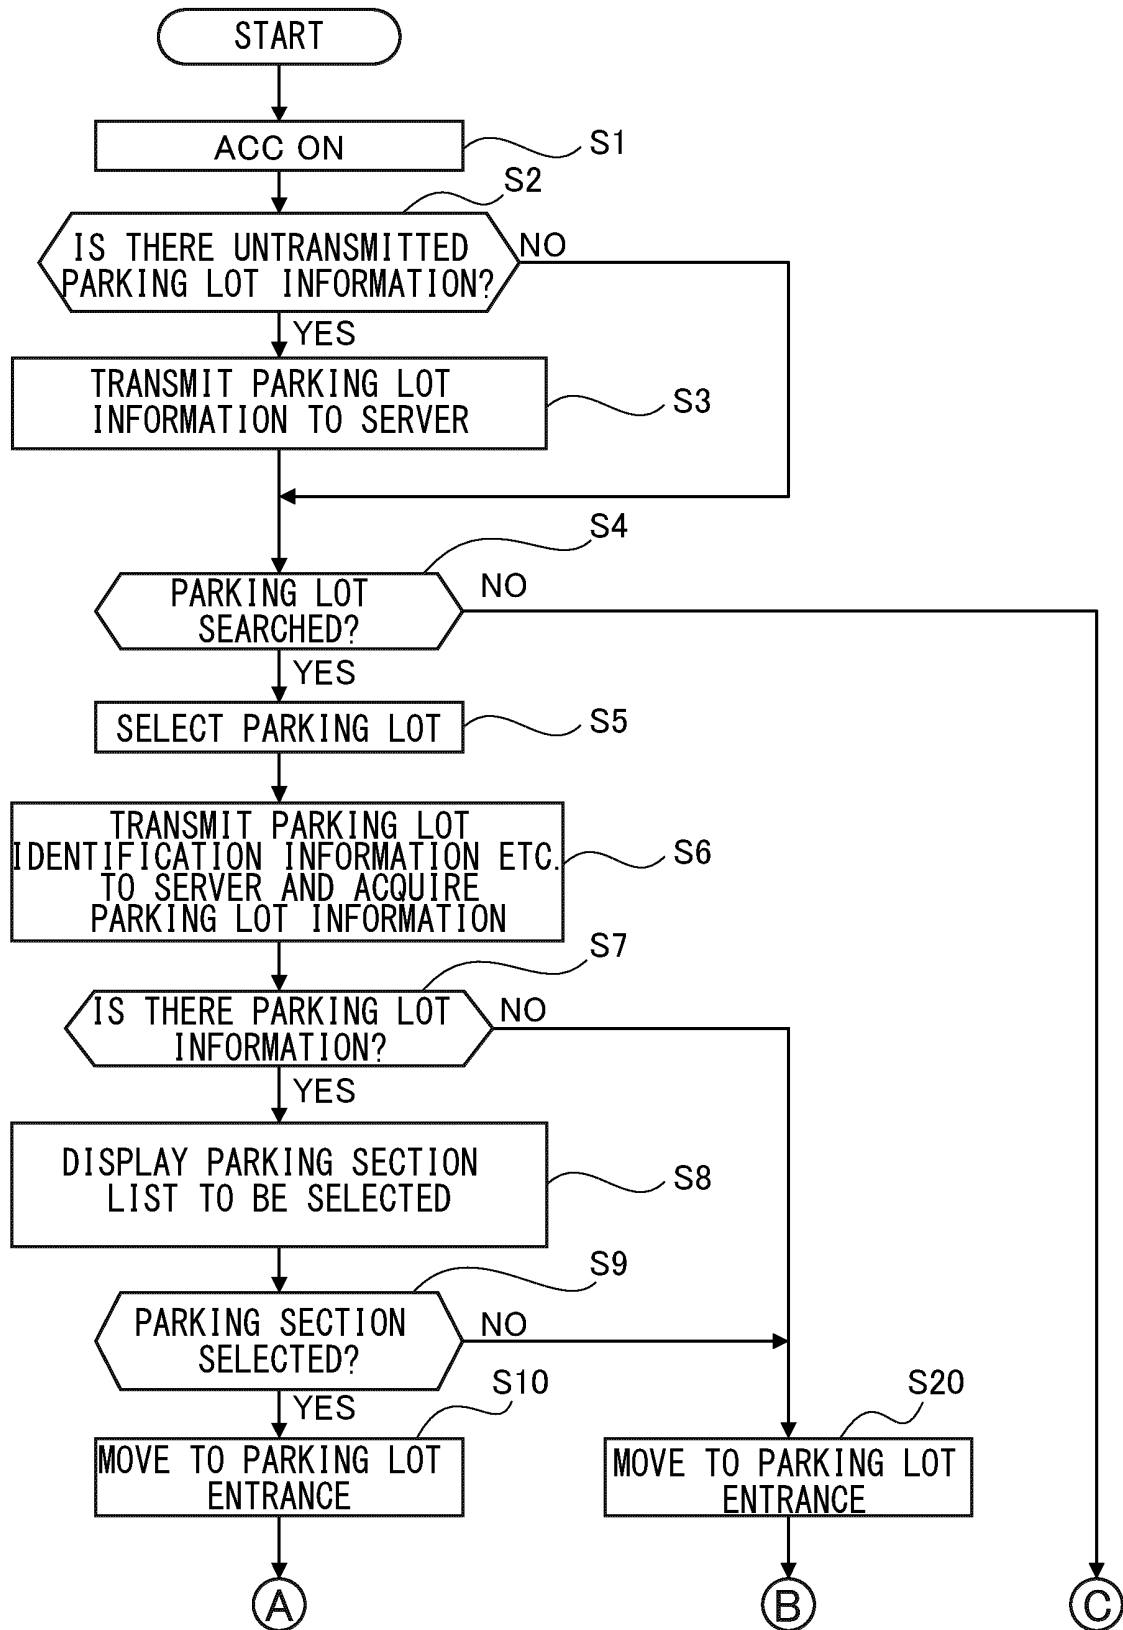 START
ACC ON
S1
S2
IS THERE UNTRANSMITTED
PARKING LOT INFORMATION?
NO
YES
TRANSMIT PARKING LOT
INFORMATION TO SERVER
S3
S4
PARKING LOT
SEARCHED?
NO
YES
SELECT PARKING LOT
S5
TRANSMIT PARKING LOT
IDENTIFICATION INFORMATION ETC.
TO SERVER AND ACQUIRE
PARKING LOT INFORMATION
S6
S7
IS THERE PARKING LOT
INFORMATION?
NO
YES
DISPLAY PARKING SECTION
LIST TO BE SELECTED
S8
S9
PARKING SECTION
SELECTED?
NO
YES
S10
MOVE TO PARKING LOT
ENTRANCE
S20
MOVE TO PARKING LOT
ENTRANCE
A
B
C